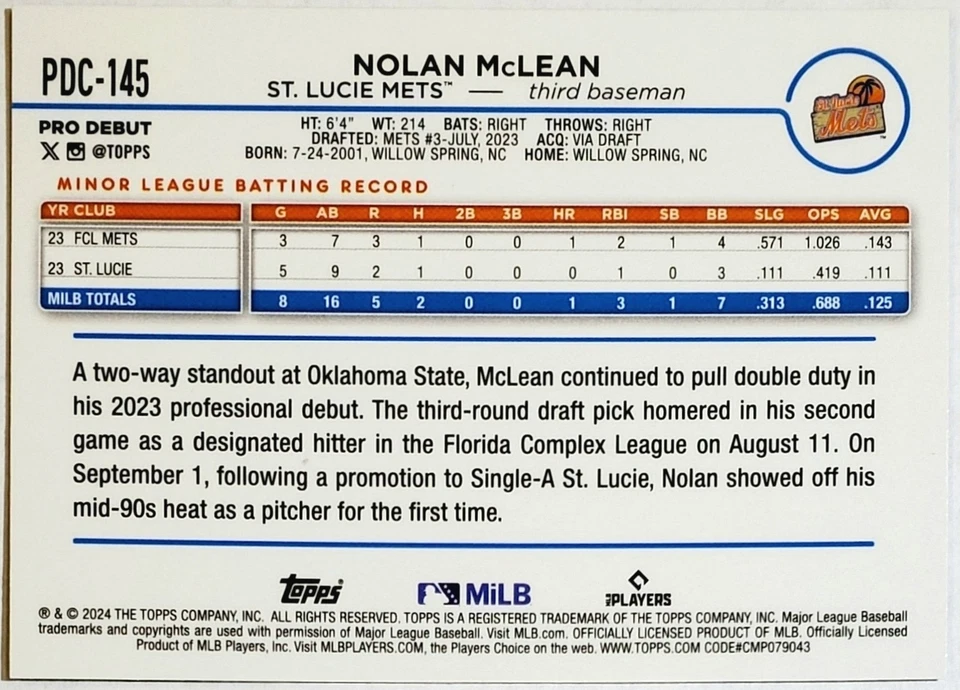 PDC-145
NOLAN McLEAN
ST. LUCIE METS™ — third baseman
St. Lucie
Mets
™
PRO DEBUT
X @TOPPS
HT: 6'4" WT: 214 BATS: RIGHT THROWS: RIGHT
DRAFTED: METS #3-JULY, 2023 ACQ: VIA DRAFT
BORN: 7-24-2001, WILLOW SPRING, NC HOME: WILLOW SPRING, NC
MINOR LEAGUE BATTING RECORD
YR CLUB G AB R H 2B 3B HR RBI SB BB SLG OPS AVG
23 FCL METS 3 7 3 1 0 0 1 2 1 4 .571 1.026 .143
23 ST. LUCIE 5 9 2 1 0 0 0 1 0 3 .111 .419 .111
MILB TOTALS 8 16 5 2 0 0 1 3 1 7 .313 .688 .125
A two-way standout at Oklahoma State, McLean continued to pull double duty in
his 2023 professional debut. The third-round draft pick homered in his second
game as a designated hitter in the Florida Complex League on August 11. On
September 1, following a promotion to Single-A St. Lucie, Nolan showed off his
mid-90s heat as a pitcher for the first time.
topps® MiLB PLAYERS
® & © 2024 THE TOPPS COMPANY, INC. ALL RIGHTS RESERVED. TOPPS IS A REGISTERED TRADEMARK OF THE TOPPS COMPANY, INC. Major League Baseball
trademarks and copyrights are used with permission of Major League Baseball. Visit MLB.com. OFFICIALLY LICENSED PRODUCT OF MLB. Officially Licensed
Product of MLB Players, Inc. Visit MLBPLAYERS.COM, the Players Choice on the web. WWW.TOPPS.COM CODE#CMP079043